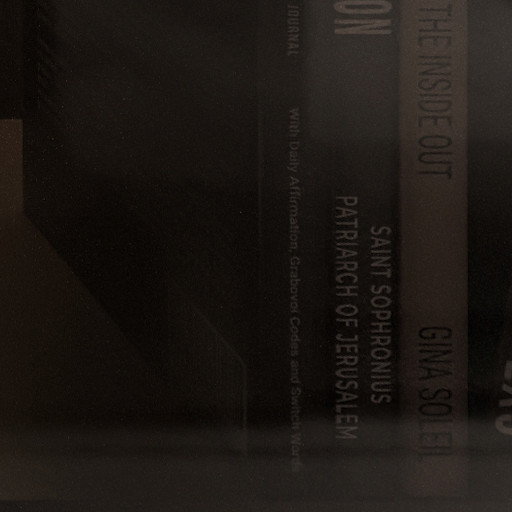 JOURNAL
With Daily Affirmation, Grabovoi Codes and Switch Words
ON
SAINT SOPHRONIUS
PATRIARCH OF JERUSALEM
THE INSIDE OUT
GINA SOLEIL